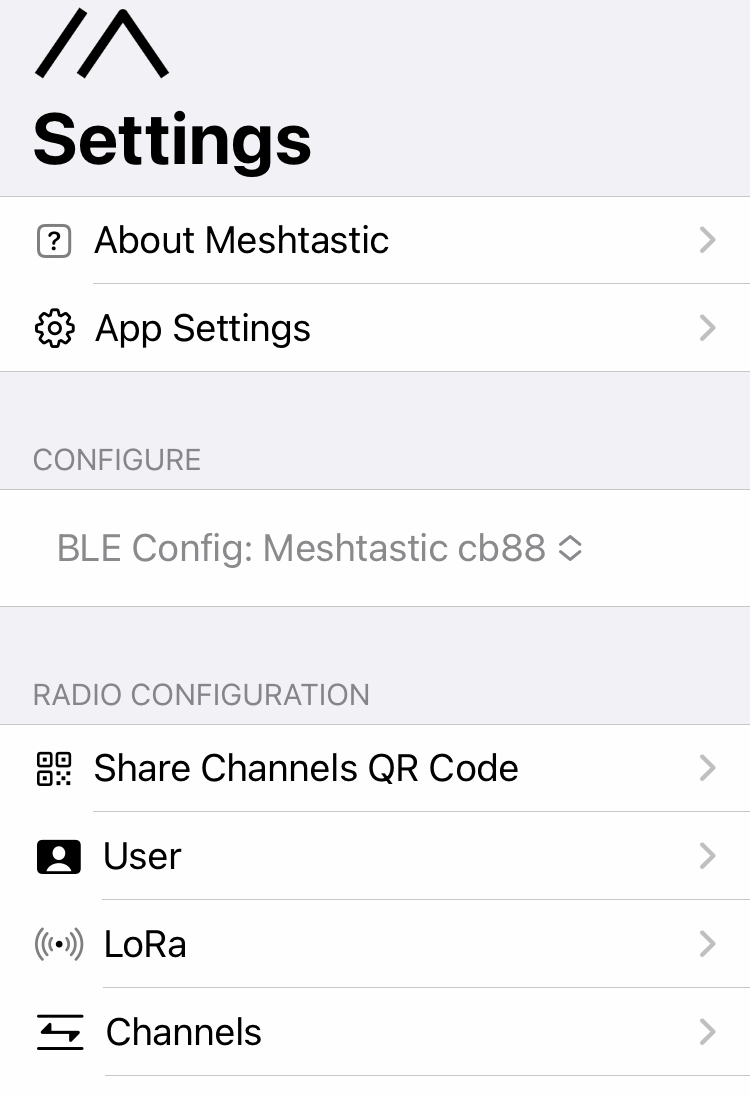 Settings
About Meshtastic
App Settings
CONFIGURE
BLE Config: Meshtastic cb88
RADIO CONFIGURATION
Share Channels QR Code
User
LoRa
Channels